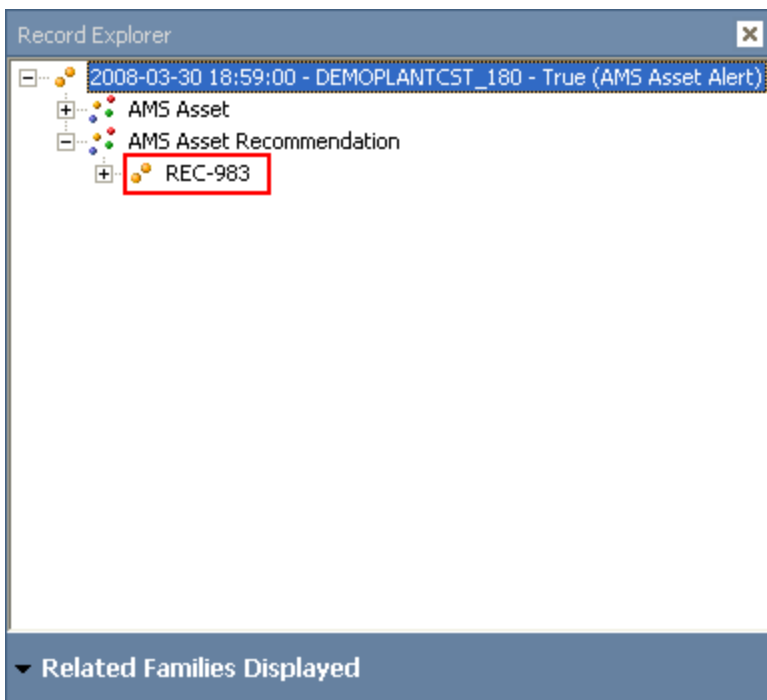 Record Explorer
2008-03-30 18:59:00 - DEMOPLANTCST_180 - True (AMS Asset Alert)
AMS Asset
AMS Asset Recommendation
REC-983
Related Families Displayed